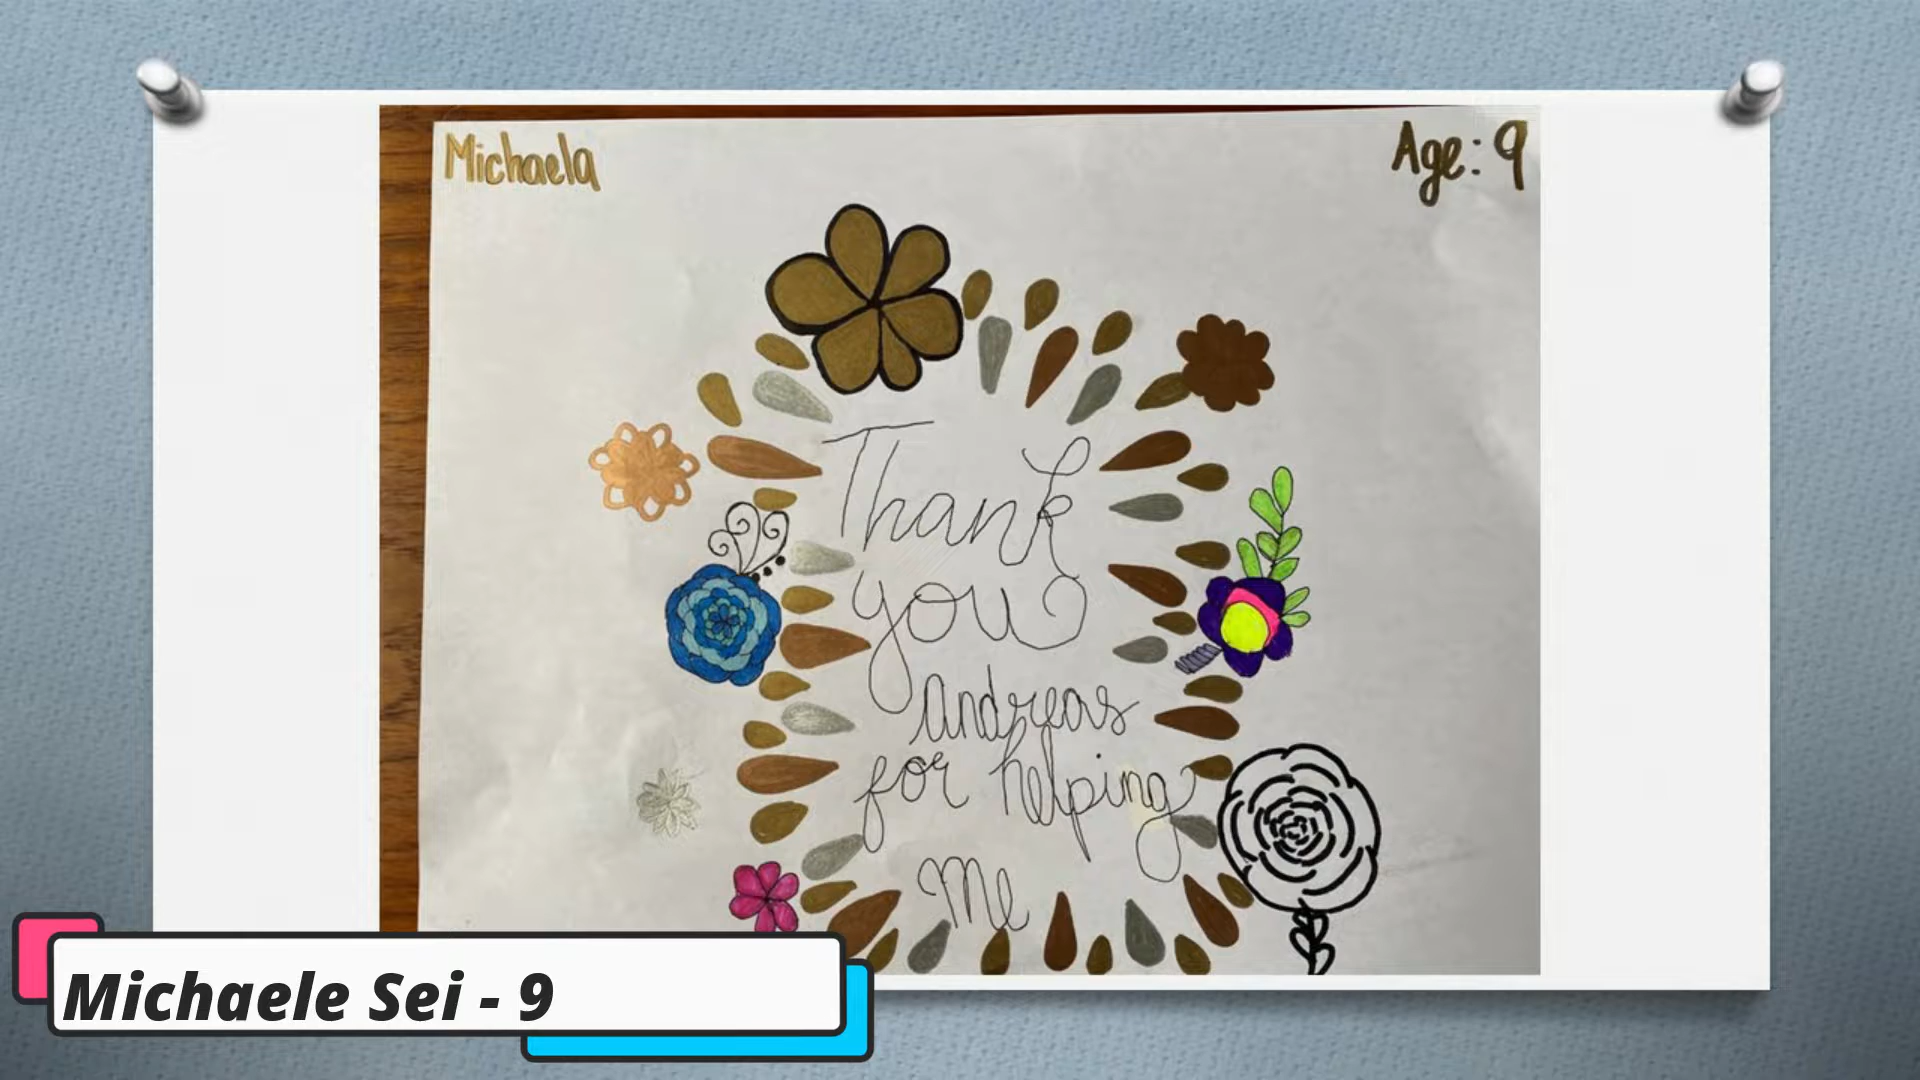 Michaela
Age: 9
Thank
you
Andreas
for helping
Me
Michaele Sei - 9